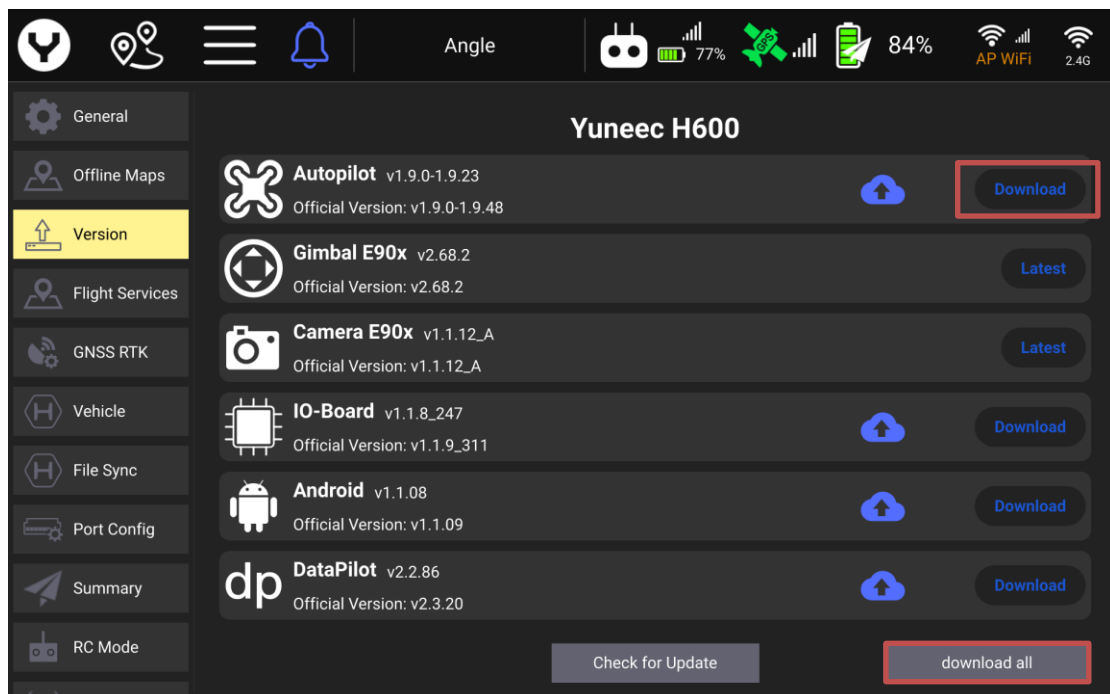 Angle
77%
GPS
84%
AP WiFi
2.4G
General
Offline Maps
Version
Flight Services
GNSS RTK
Vehicle
File Sync
Port Config
Summary
RC Mode
Yuneec H600
Autopilot v1.9.0-1.9.23
Official Version: v1.9.0-1.9.48
Download
Gimbal E90x v2.68.2
Official Version: v2.68.2
Latest
Camera E90x v1.1.12_A
Official Version: v1.1.12_A
Latest
IO-Board v1.1.8_247
Official Version: v1.1.9_311
Download
Android v1.1.08
Official Version: v1.1.09
Download
dp
DataPilot v2.2.86
Official Version: v2.3.20
Download
Check for Update
download all